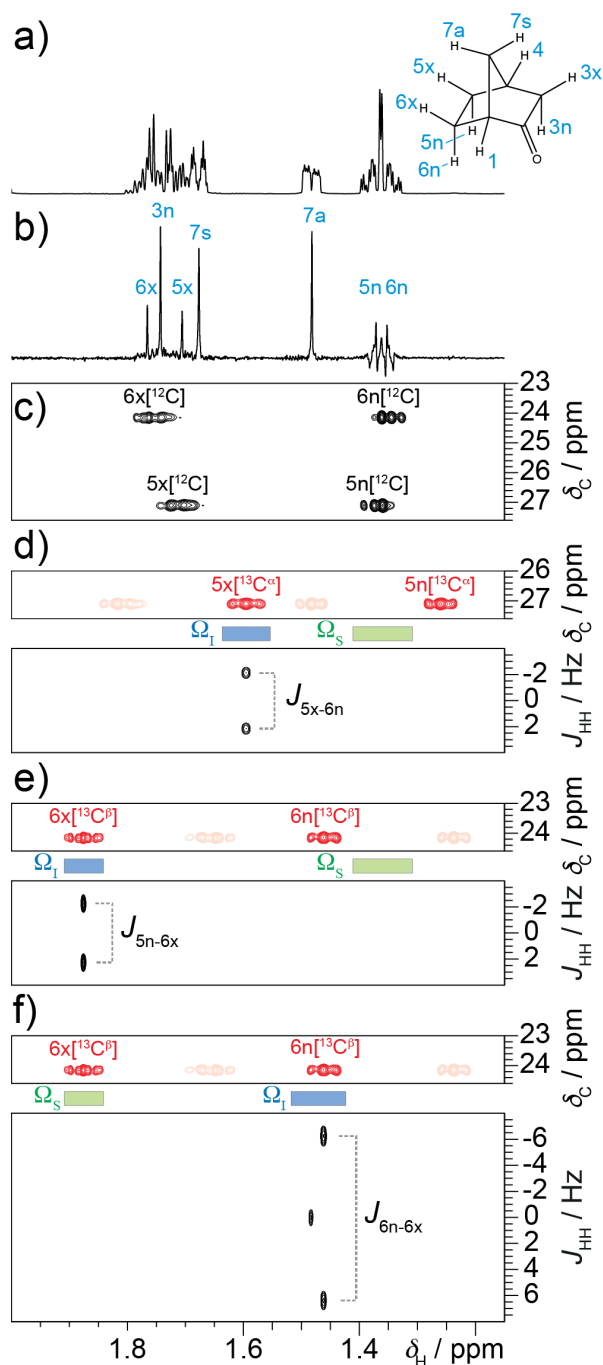 a)
7a
7s
H
H
H
4
5x
H
H
3x
6x
H
H
H
5n
H
H
3n
6n
1
O
b)
3n
7s
7a
6x
5x
5n 6n
c)
6x[¹²C]
6n[¹²C]
5x[¹²C]
5n[¹²C]
23
24
25
26
27
δC / ppm
d)
5x[¹³Cα]
5n[¹³Cα]
26
27
δC / ppm
ΩI
ΩS
J5x-6n
-2
0
2
JHH / Hz
e)
6x[¹³Cβ]
6n[¹³Cβ]
23
24
δC / ppm
ΩI
ΩS
J5n-6x
-2
0
2
JHH / Hz
f)
6x[¹³Cβ]
6n[¹³Cβ]
23
24
δC / ppm
ΩS
ΩI
J6n-6x
-6
-4
-2
0
2
4
6
JHH / Hz
1.8
1.6
1.4
δH / ppm